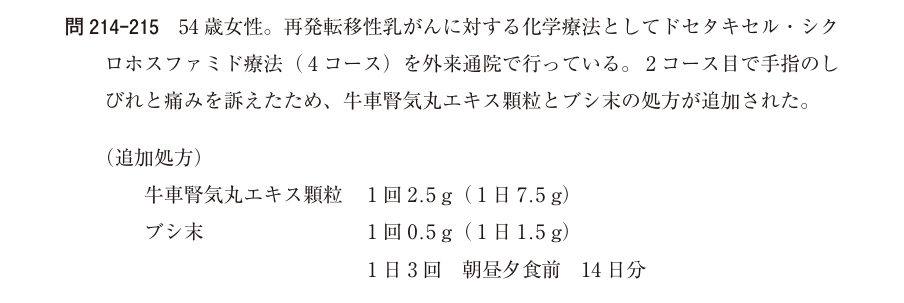 問 214-215　54 歳女性。再発転移性乳がんに対する化学療法としてドセタキセル・シク
ロホスファミド療法（４コース）を外来通院で行っている。２コース目で手指のし
びれと痛みを訴えたため、牛車腎気丸エキス顆粒とブシ末の処方が追加された。
（追加処方）
牛車腎気丸エキス顆粒　１回 2.5 g（１日 7.5 g）
ブシ末　１回 0.5 g（１日 1.5 g）
１日３回　朝昼夕食前　14 日分